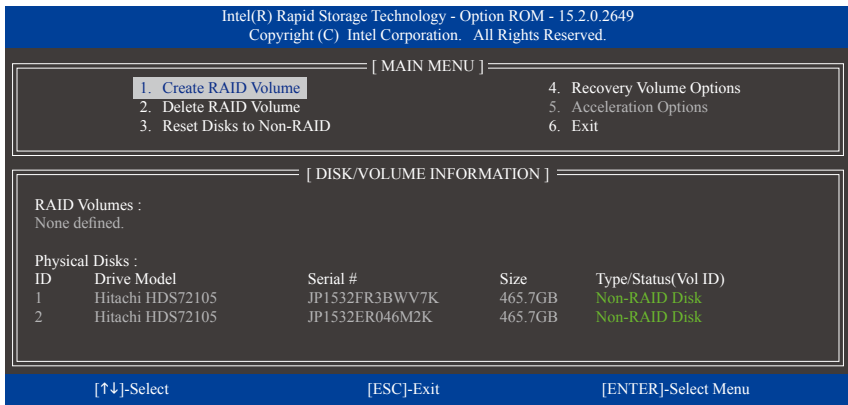 Intel(R) Rapid Storage Technology - Option ROM - 15.2.0.2649
Copyright (C) Intel Corporation. All Rights Reserved.
[ MAIN MENU ]
1. Create RAID Volume
2. Delete RAID Volume
3. Reset Disks to Non-RAID
4. Recovery Volume Options
5. Acceleration Options
6. Exit
[ DISK/VOLUME INFORMATION ]
RAID Volumes :
None defined.
Physical Disks :
ID Drive Model Serial # Size Type/Status(Vol ID)
1 Hitachi HDS72105 JP1532FR3BWV7K 465.7GB Non-RAID Disk
2 Hitachi HDS72105 JP1532ER046M2K 465.7GB Non-RAID Disk
[↑↓]-Select [ESC]-Exit [ENTER]-Select Menu